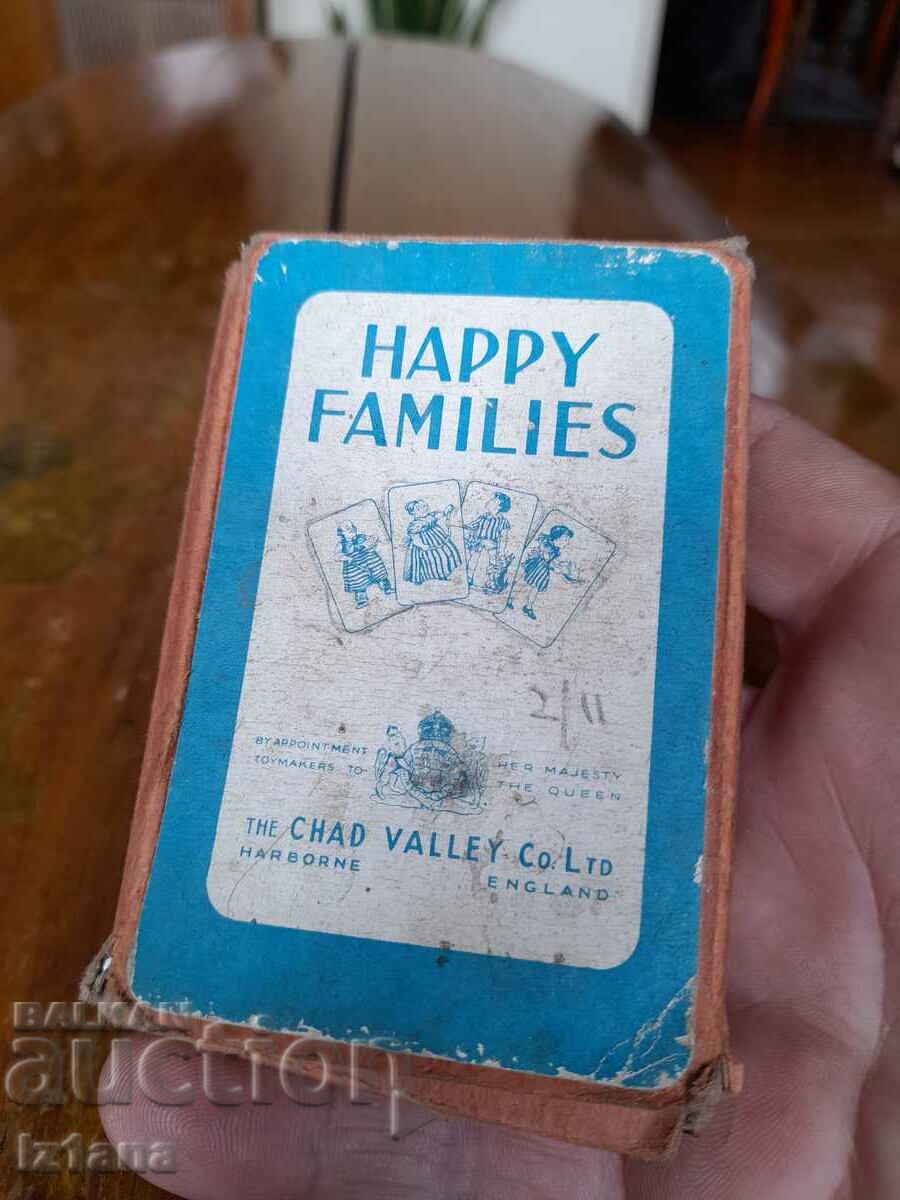 HAPPY
FAMILIES
2/11
BY APPOINTMENT HER MAJESTY
TOYMAKERS TO THE QUEEN
THE CHAD VALLEY Co. LTD
HARBORNE ENGLAND
BALKAN
auction
Iz1ana